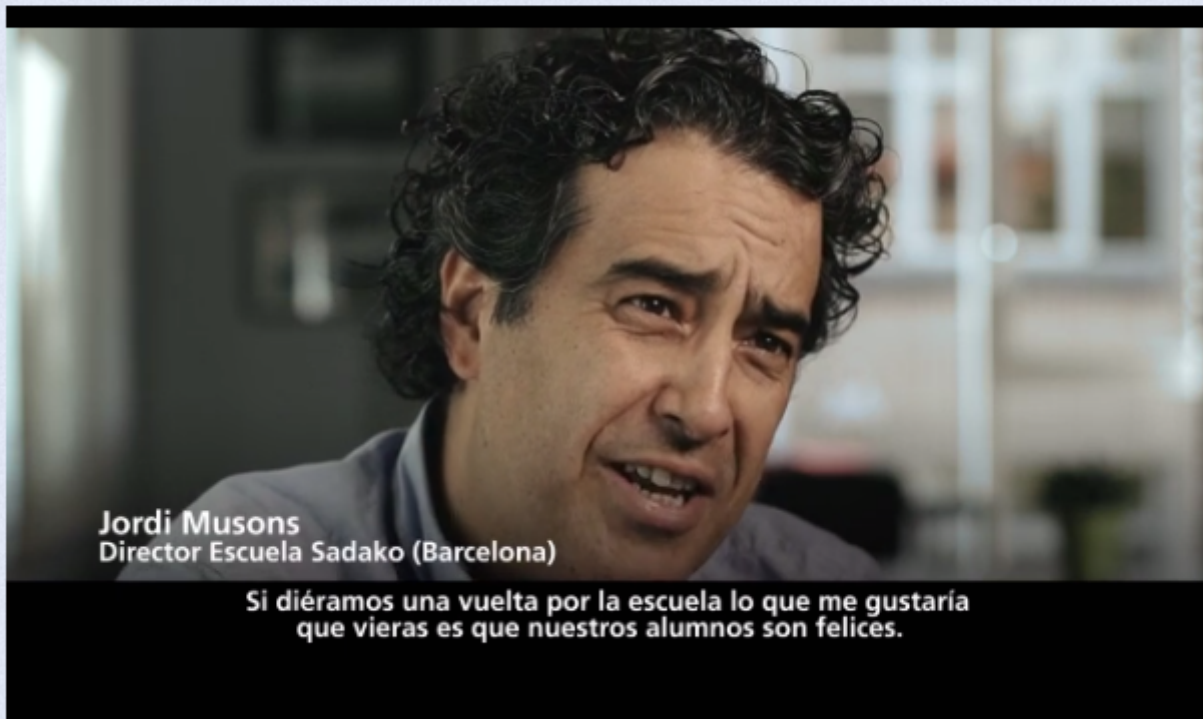 Jordi Musons
Director Escuela Sadako (Barcelona)
Si diéramos una vuelta por la escuela lo que me gustaría
que vieras es que nuestros alumnos son felices.